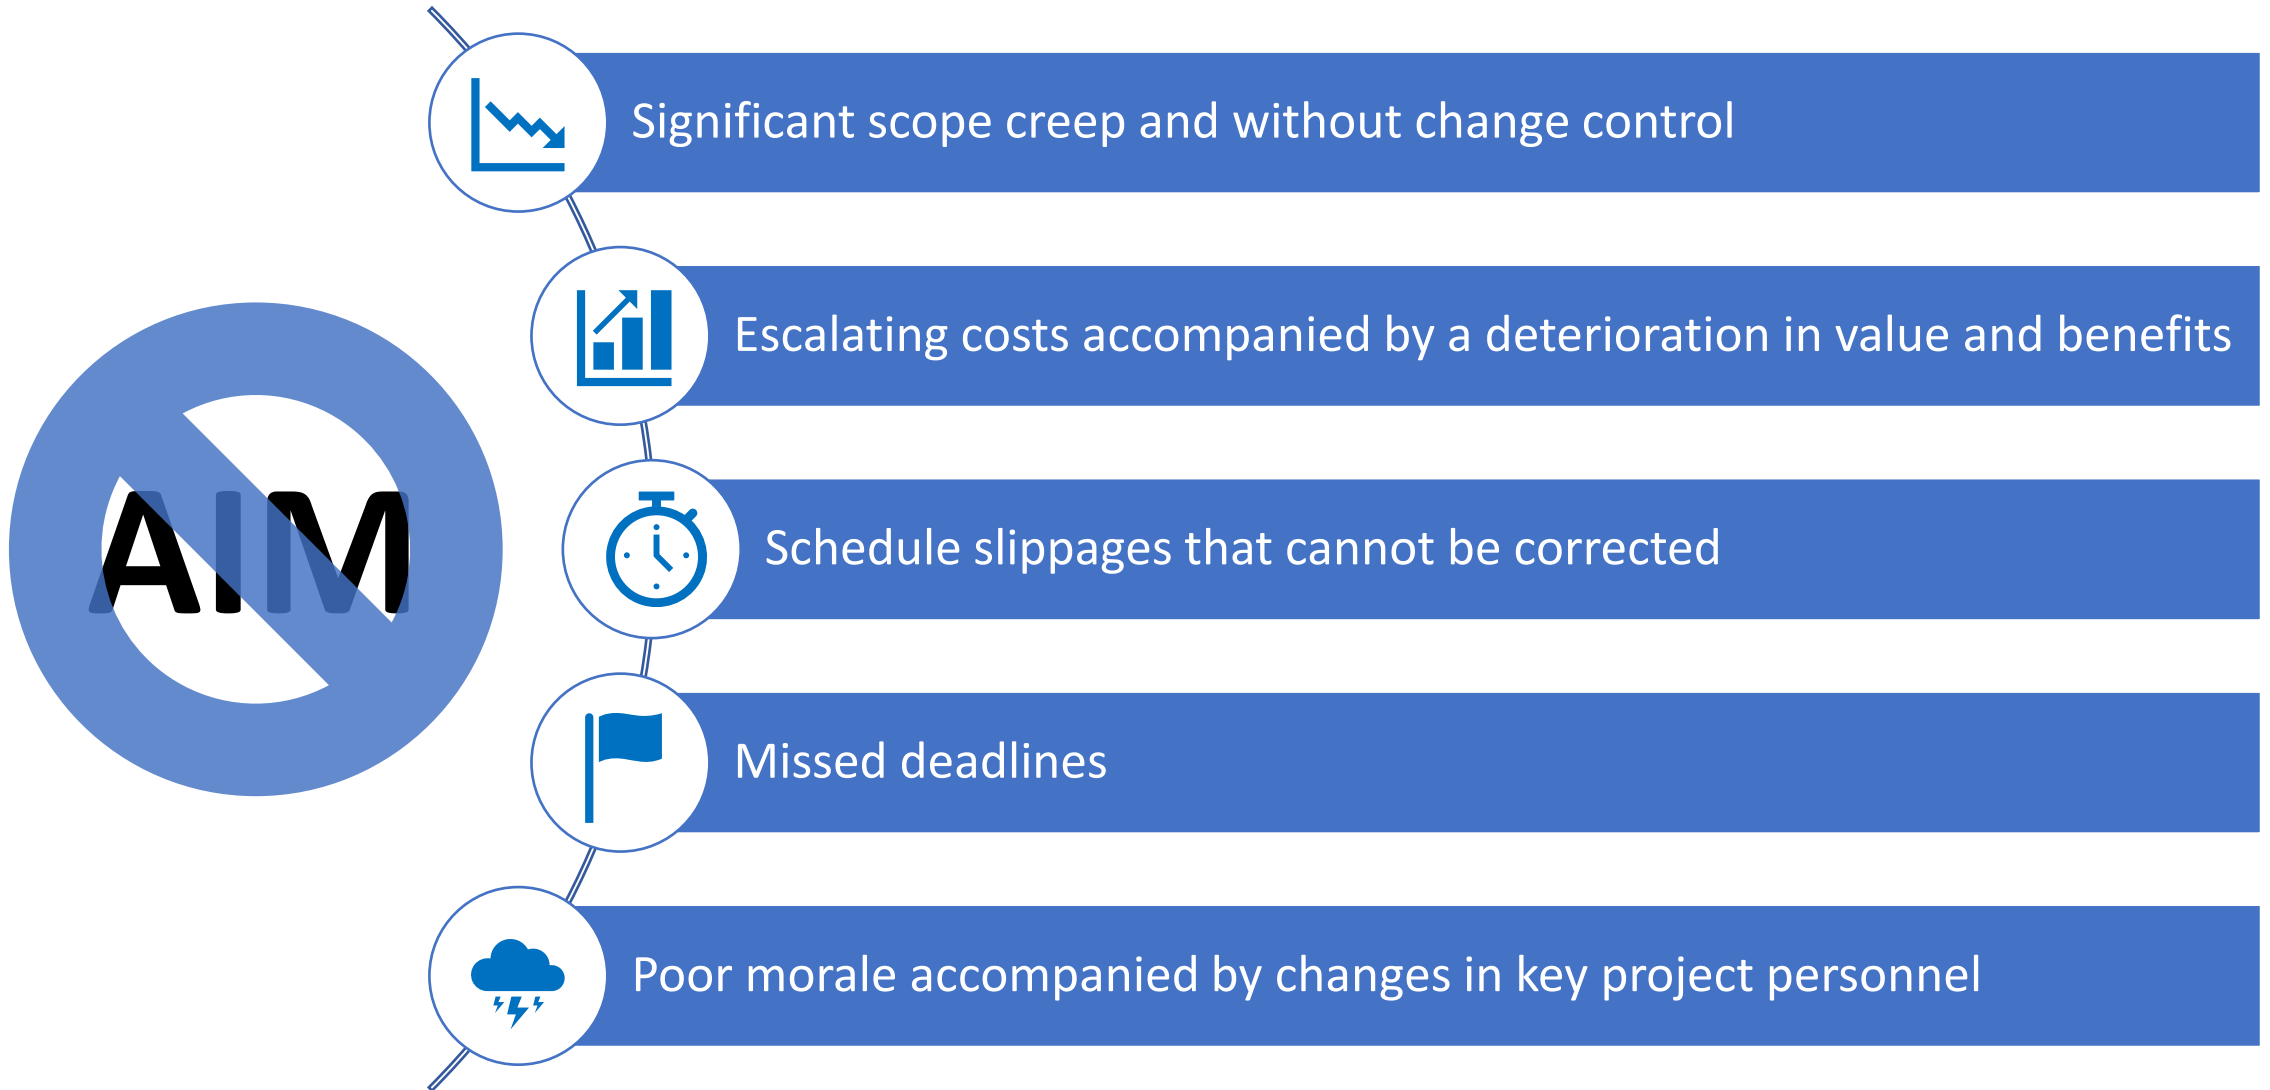 AIM
Significant scope creep and without change control
Escalating costs accompanied by a deterioration in value and benefits
Schedule slippages that cannot be corrected
Missed deadlines
Poor morale accompanied by changes in key project personnel